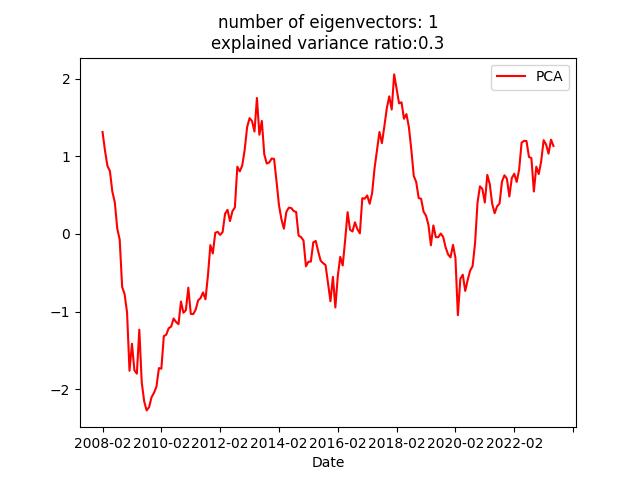 number of eigenvectors: 1
explained variance ratio:0.3
PCA
2
1
0
−1
−2
2008-02 2010-02 2012-02 2014-02 2016-02 2018-02 2020-02 2022-02
Date